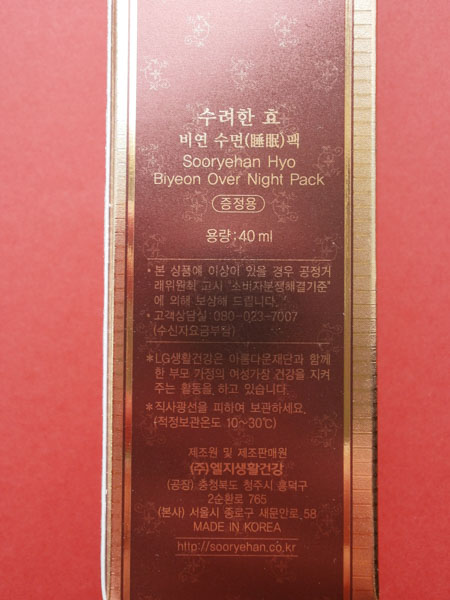 수려한 효
비연 수면(睡眠)팩
Sooryehan Hyo
Biyeon Over Night Pack
증정용
용량:40 ml
• 본 상품에 이상이 있을 경우 공정거
래위원회 고시 "소비자분쟁해결기준"
에 의해 보상해 드립니다.
• 고객상담실:080-023-7007
(수신자요금부담)
*LG생활건강은 아름다운재단과 함께
한 부모 가정의 여성가장 건강을 지켜
주는 활동을 하고 있습니다.
*직사광선을 피하여 보관하세요.
(적정보관온도 10~30℃)
제조원 및 제조판매원
(주)엘지생활건강
(공장) 충청북도 청주시 흥덕구
2순환로 765
(본사) 서울시 종로구 새문안로 58
MADE IN KOREA
http://sooryehan.co.kr